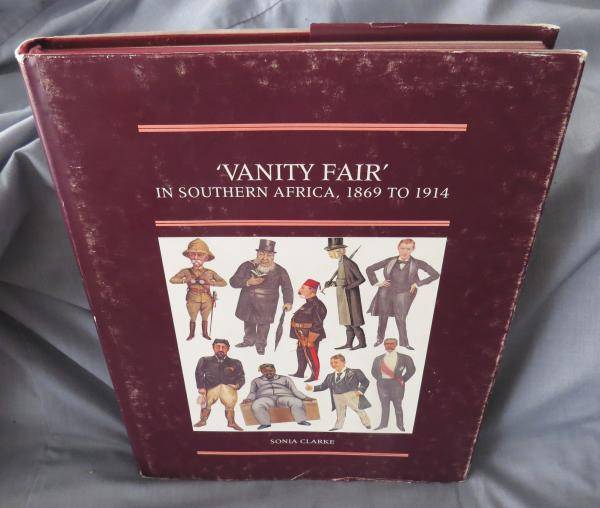 'VANITY FAIR'
IN SOUTHERN AFRICA, 1869 TO 1914
SONIA CLARKE